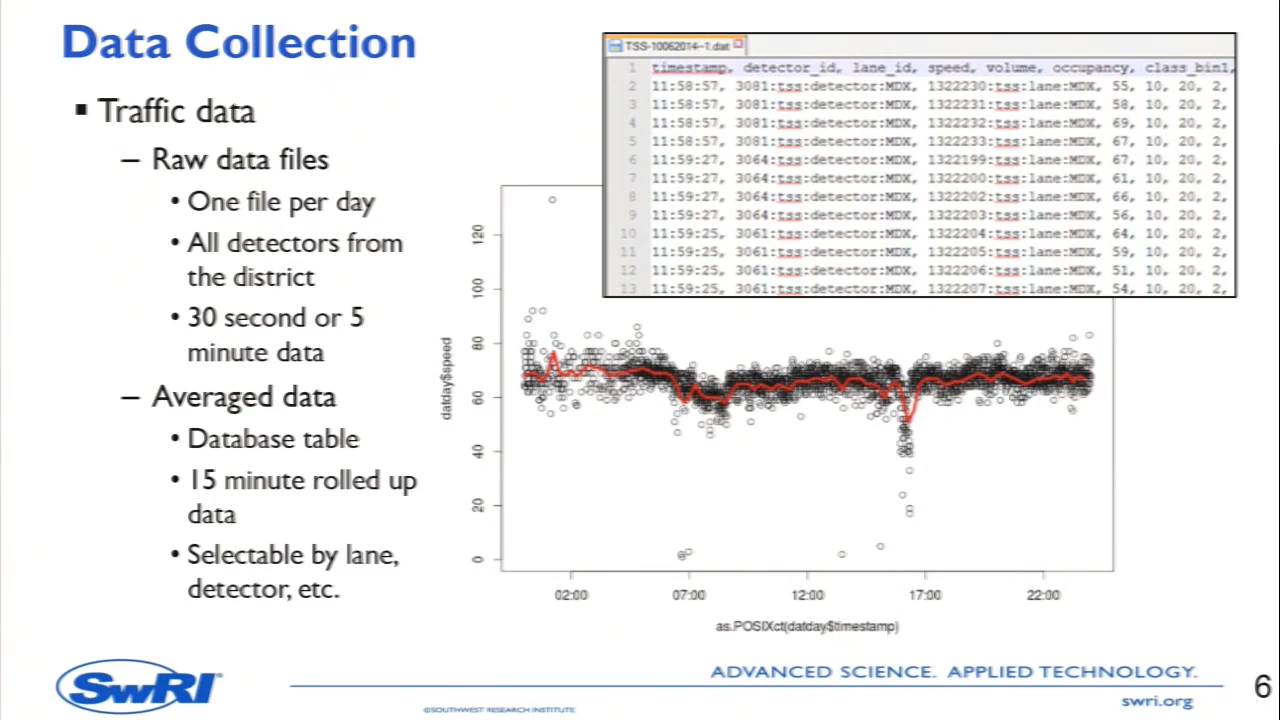 Data Collection
▪ Traffic data
– Raw data files
• One file per day
• All detectors from
the district
• 30 second or 5
minute data
– Averaged data
• Database table
• 15 minute rolled up
data
• Selectable by lane,
detector, etc.
TSS-10062014--1.dat
1 timestamp, detector_id, lane_id, speed, volume, occupancy, class_bin1,
2 11:58:57, 3081:tss:detector:MDX, 1322230:tss:lane:MDX, 55, 10, 20, 2,
3 11:58:57, 3081:tss:detector:MDX, 1322231:tss:lane:MDX, 58, 10, 20, 2,
4 11:58:57, 3081:tss:detector:MDX, 1322232:tss:lane:MDX, 69, 10, 20, 2,
5 11:58:57, 3081:tss:detector:MDX, 1322233:tss:lane:MDX, 67, 10, 20, 2,
6 11:59:27, 3064:tss:detector:MDX, 1322199:tss:lane:MDX, 67, 10, 20, 2,
7 11:59:27, 3064:tss:detector:MDX, 1322200:tss:lane:MDX, 61, 10, 20, 2,
8 11:59:27, 3064:tss:detector:MDX, 1322202:tss:lane:MDX, 66, 10, 20, 2,
9 11:59:27, 3064:tss:detector:MDX, 1322203:tss:lane:MDX, 56, 10, 20, 2,
10 11:59:25, 3061:tss:detector:MDX, 1322204:tss:lane:MDX, 64, 10, 20, 2,
11 11:59:25, 3061:tss:detector:MDX, 1322205:tss:lane:MDX, 59, 10, 20, 2,
12 11:59:25, 3061:tss:detector:MDX, 1322206:tss:lane:MDX, 51, 10, 20, 2,
13 11:59:25, 3061:tss:detector:MDX, 1322207:tss:lane:MDX, 54, 10, 20, 2,
120
100
80
60
40
20
0
datday$speed
02:00 07:00 12:00 17:00 22:00
as.POSIXct(datday$timestamp)
SwRI
©SOUTHWEST RESEARCH INSTITUTE
ADVANCED SCIENCE. APPLIED TECHNOLOGY.
swri.org
6